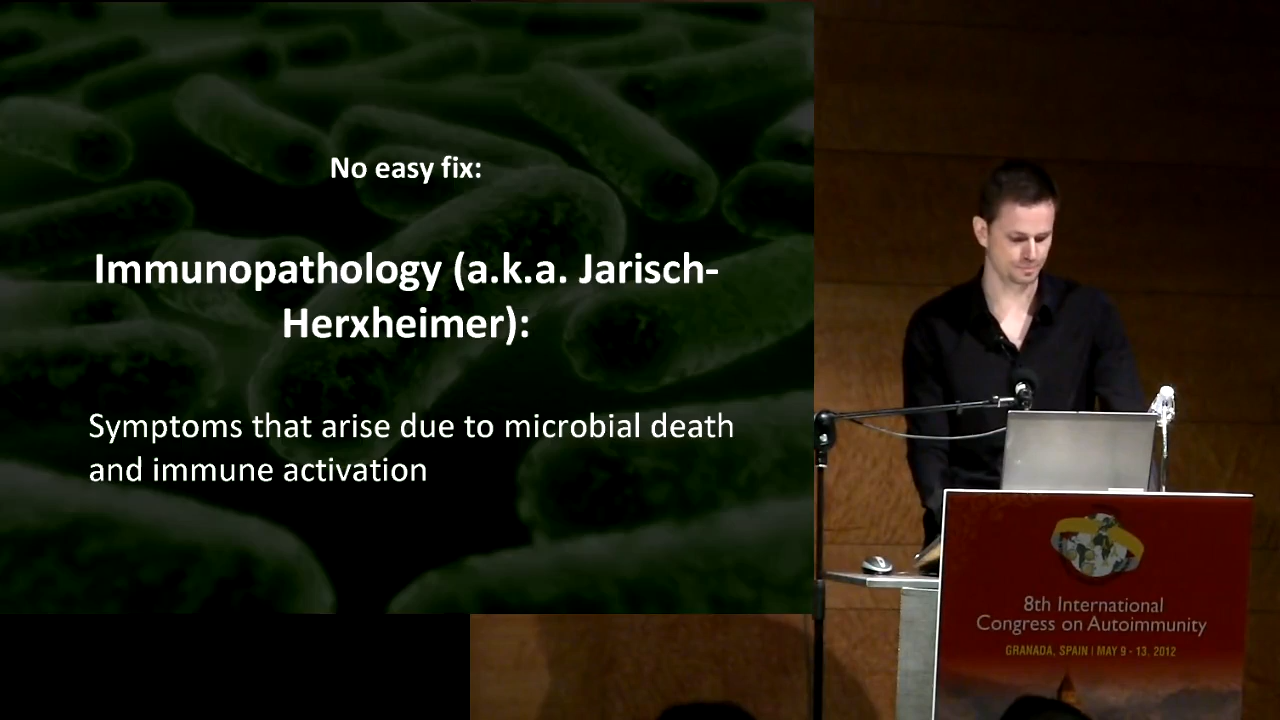 No easy fix:
Immunopathology (a.k.a. Jarisch-
Herxheimer):
Symptoms that arise due to microbial death
and immune activation
8th International
Congress on Autoimmunity
GRANADA, SPAIN | MAY 9 - 13, 2012